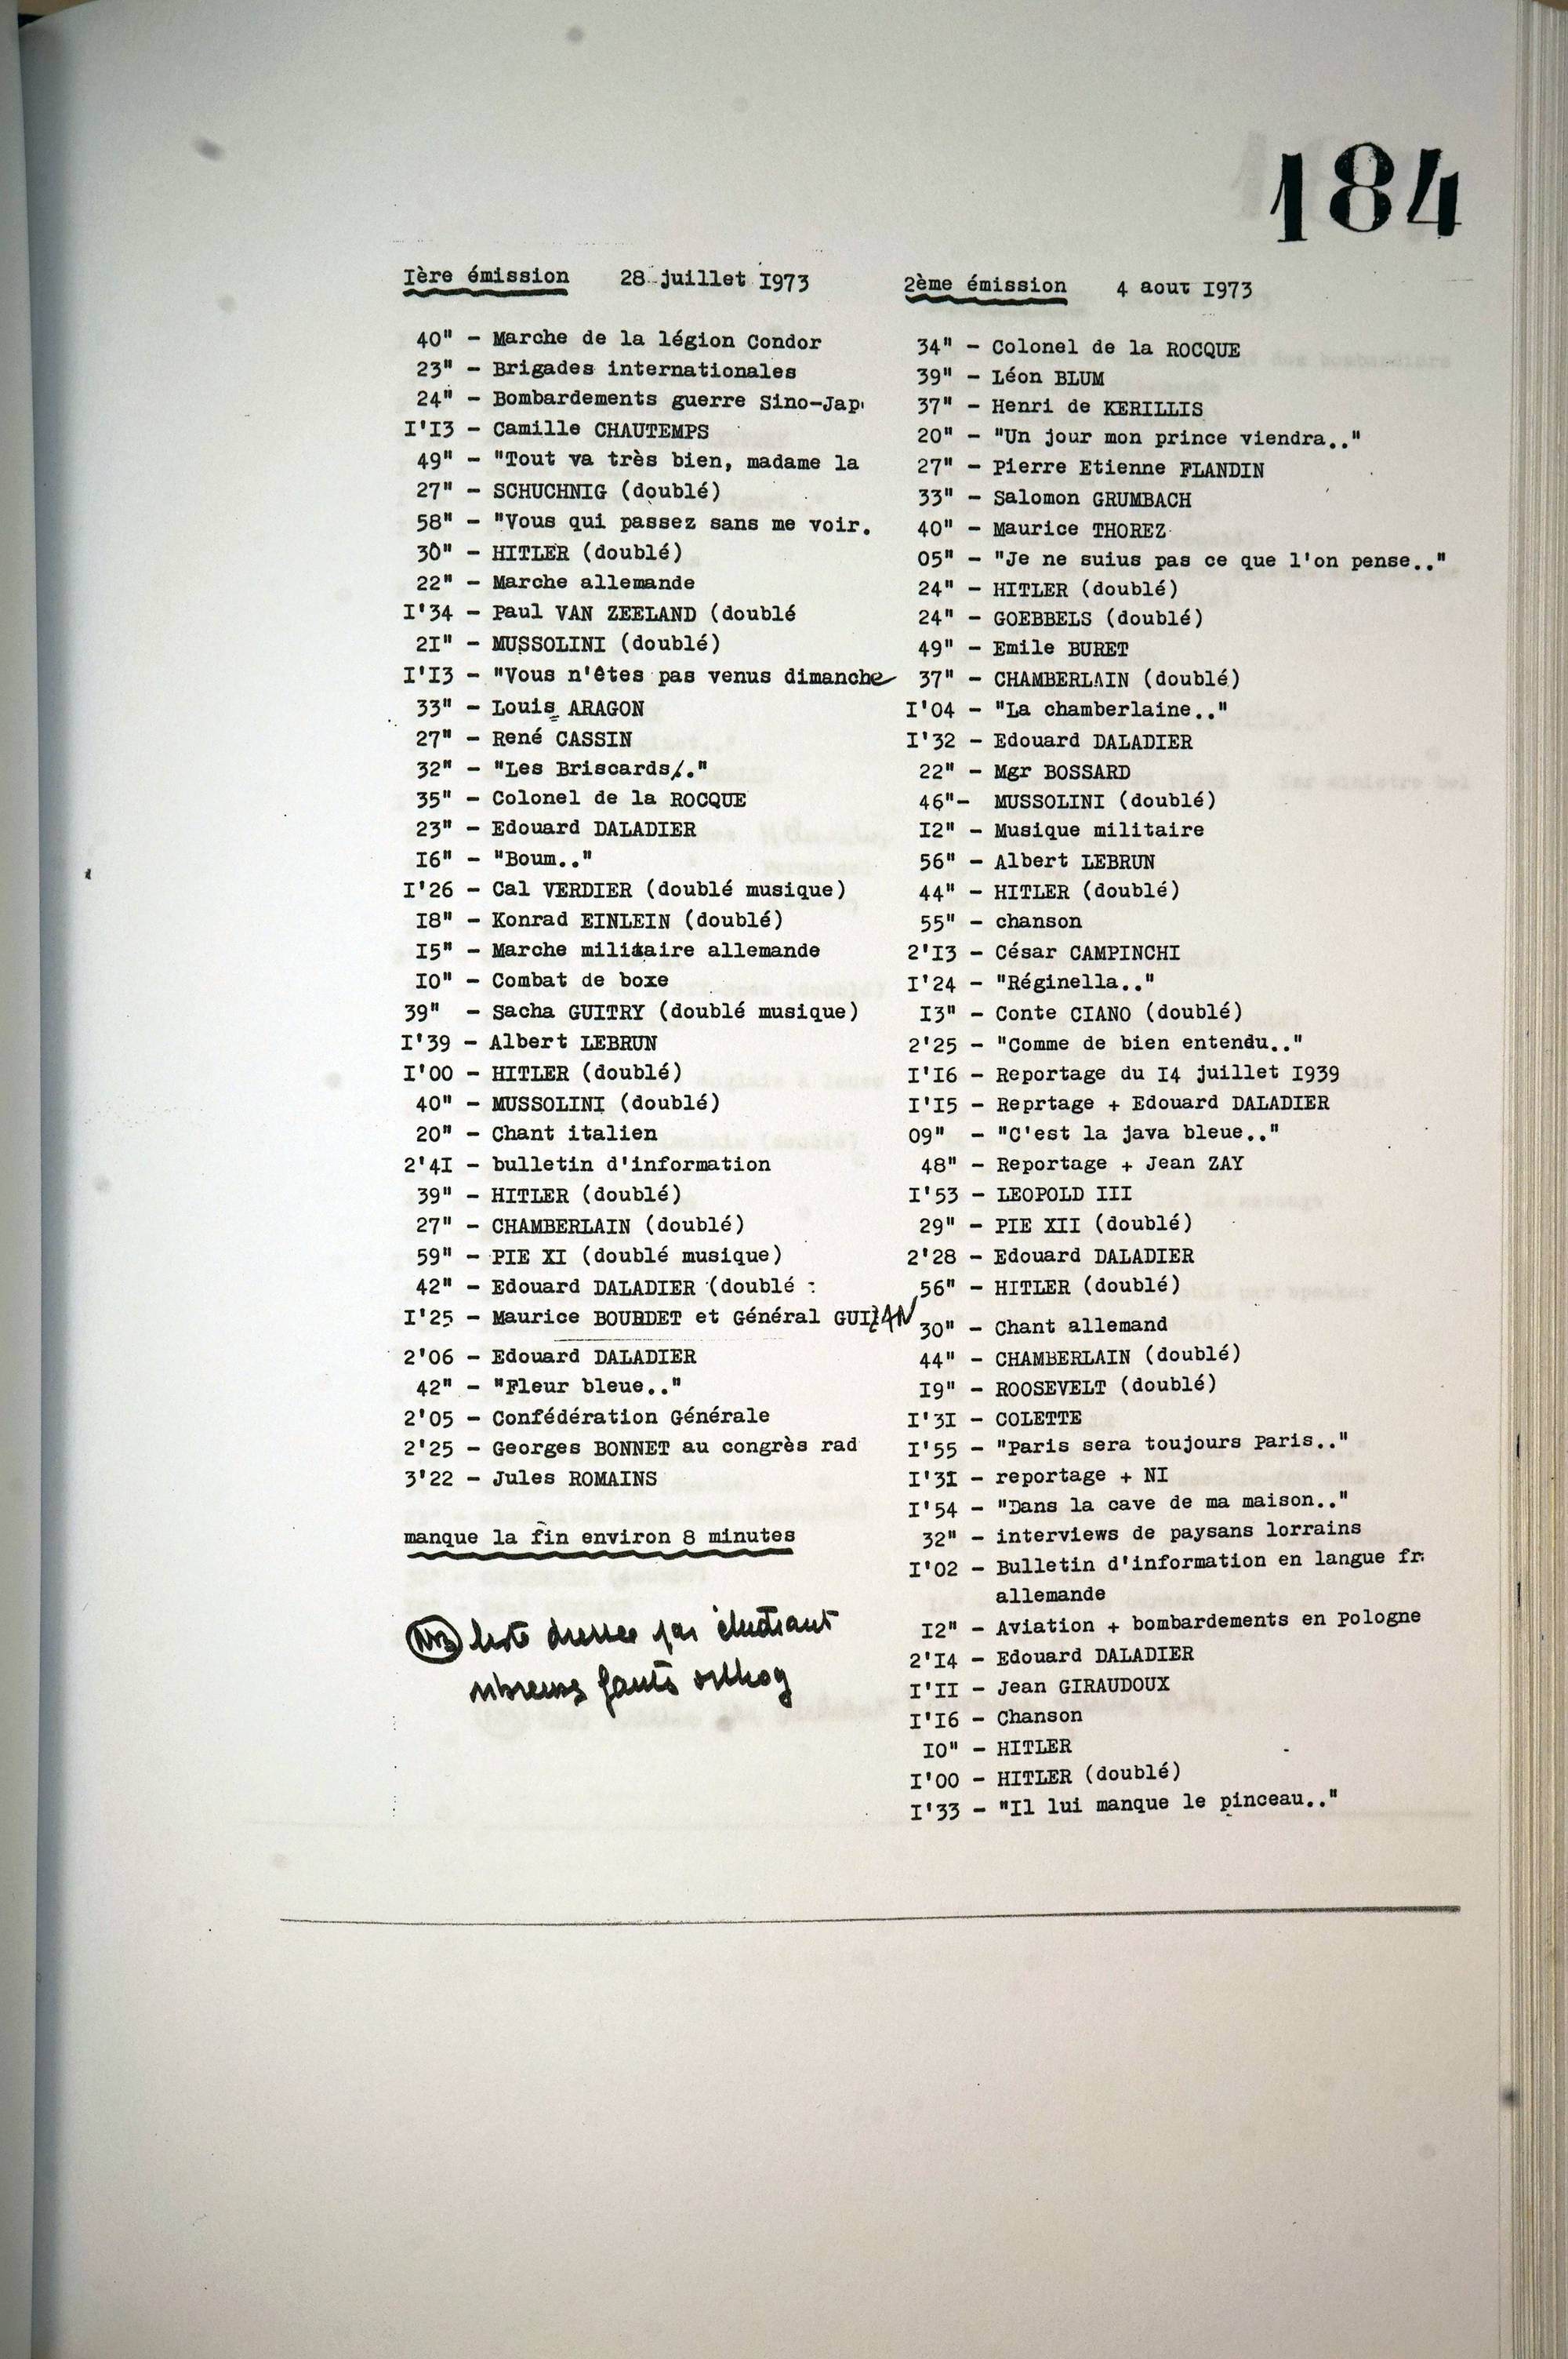 184
Ière émission 28 juillet I973
40" - Marche de la légion Condor
23" - Brigades internationales
24" - Bombardements guerre Sino-Jap
I'I3 - Camille CHAUTEMPS
49" - "Tout va très bien, madame la
27" - SCHUCHNIG (doublé)
58" - "Vous qui passez sans me voir.
30" - HITLER (doublé)
22" - Marche allemande
I'34 - Paul VAN ZEELAND (doublé
2I" - MUSSOLINI (doublé)
I'I3 - "Vous n'êtes pas venus dimanche
33" - Louis ARAGON
27" - René CASSIN
32" - "Les Briscards/."
35" - Colonel de la ROCQUE
23" - Edouard DALADIER
I6" - "Boum.."
I'26 - Cal VERDIER (doublé musique)
I8" - Konrad EINLEIN (doublé)
I5" - Marche militaire allemande
I0" - Combat de boxe
39" - Sacha GUITRY (doublé musique)
I'39 - Albert LEBRUN
I'00 - HITLER (doublé)
40" - MUSSOLINI (doublé)
20" - Chant italien
2'4I - bulletin d'information
39" - HITLER (doublé)
27" - CHAMBERLAIN (doublé)
59" - PIE XI (doublé musique)
42" - Edouard DALADIER (doublé :
I'25 - Maurice BOURDET et Général GUIZAN
2'06 - Edouard DALADIER
42" - "Fleur bleue.."
2'05 - Confédération Générale
2'25 - Georges BONNET au congrès rad
3'22 - Jules ROMAINS
manque la fin environ 8 minutes
NB liste dressée par étudiant
nbreuses fautes orthog
2ème émission 4 aout I973
34" - Colonel de la ROCQUE
39" - Léon BLUM
37" - Henri de KERILLIS
20" - "Un jour mon prince viendra.."
27" - Pierre Etienne FLANDIN
33" - Salomon GRUMBACH
40" - Maurice THOREZ
05" - "Je ne suius pas ce que l'on pense.."
24" - HITLER (doublé)
24" - GOEBBELS (doublé)
49" - Emile BURET
37" - CHAMBERLAIN (doublé)
I'04 - "La chamberlaine.."
I'32 - Edouard DALADIER
22" - Mgr BOSSARD
46"- MUSSOLINI (doublé)
I2" - Musique militaire
56" - Albert LEBRUN
44" - HITLER (doublé)
55" - chanson
2'I3 - César CAMPINCHI
I'24 - "Réginella.."
I3" - Conte CIANO (doublé)
2'25 - "Comme de bien entendu.."
I'I6 - Reportage du I4 juillet I939
I'I5 - Reprtage + Edouard DALADIER
09" - "C'est la java bleue.."
48" - Reportage + Jean ZAY
I'53 - LEOPOLD III
29" - PIE XII (doublé)
2'28 - Edouard DALADIER
56" - HITLER (doublé)
30" - Chant allemand
44" - CHAMBERLAIN (doublé)
I9" - ROOSEVELT (doublé)
I'3I - COLETTE
I'55 - "Paris sera toujours Paris.."
I'3I - reportage + NI
I'54 - "Dans la cave de ma maison.."
32" - interviews de paysans lorrains
I'02 - Bulletin d'information en langue fr
allemande
I2" - Aviation + bombardements en Pologne
2'I4 - Edouard DALADIER
I'II - Jean GIRAUDOUX
I'I6 - Chanson
I0" - HITLER
I'00 - HITLER (doublé)
I'33 - "Il lui manque le pinceau.."